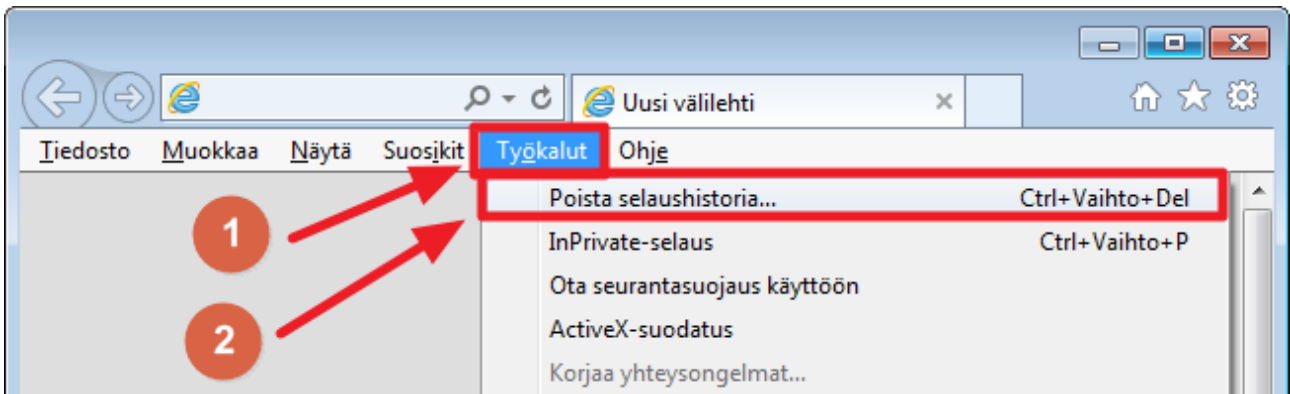 Uusi välilehti
Tiedosto Muokkaa Näytä Suosikit Työkalut Ohje
Poista selaushistoria... Ctrl+Vaihto+Del
1 InPrivate-selaus Ctrl+Vaihto+P
Ota seurantasuojaus käyttöön
2 ActiveX-suodatus
Korjaa yhteysongelmat...